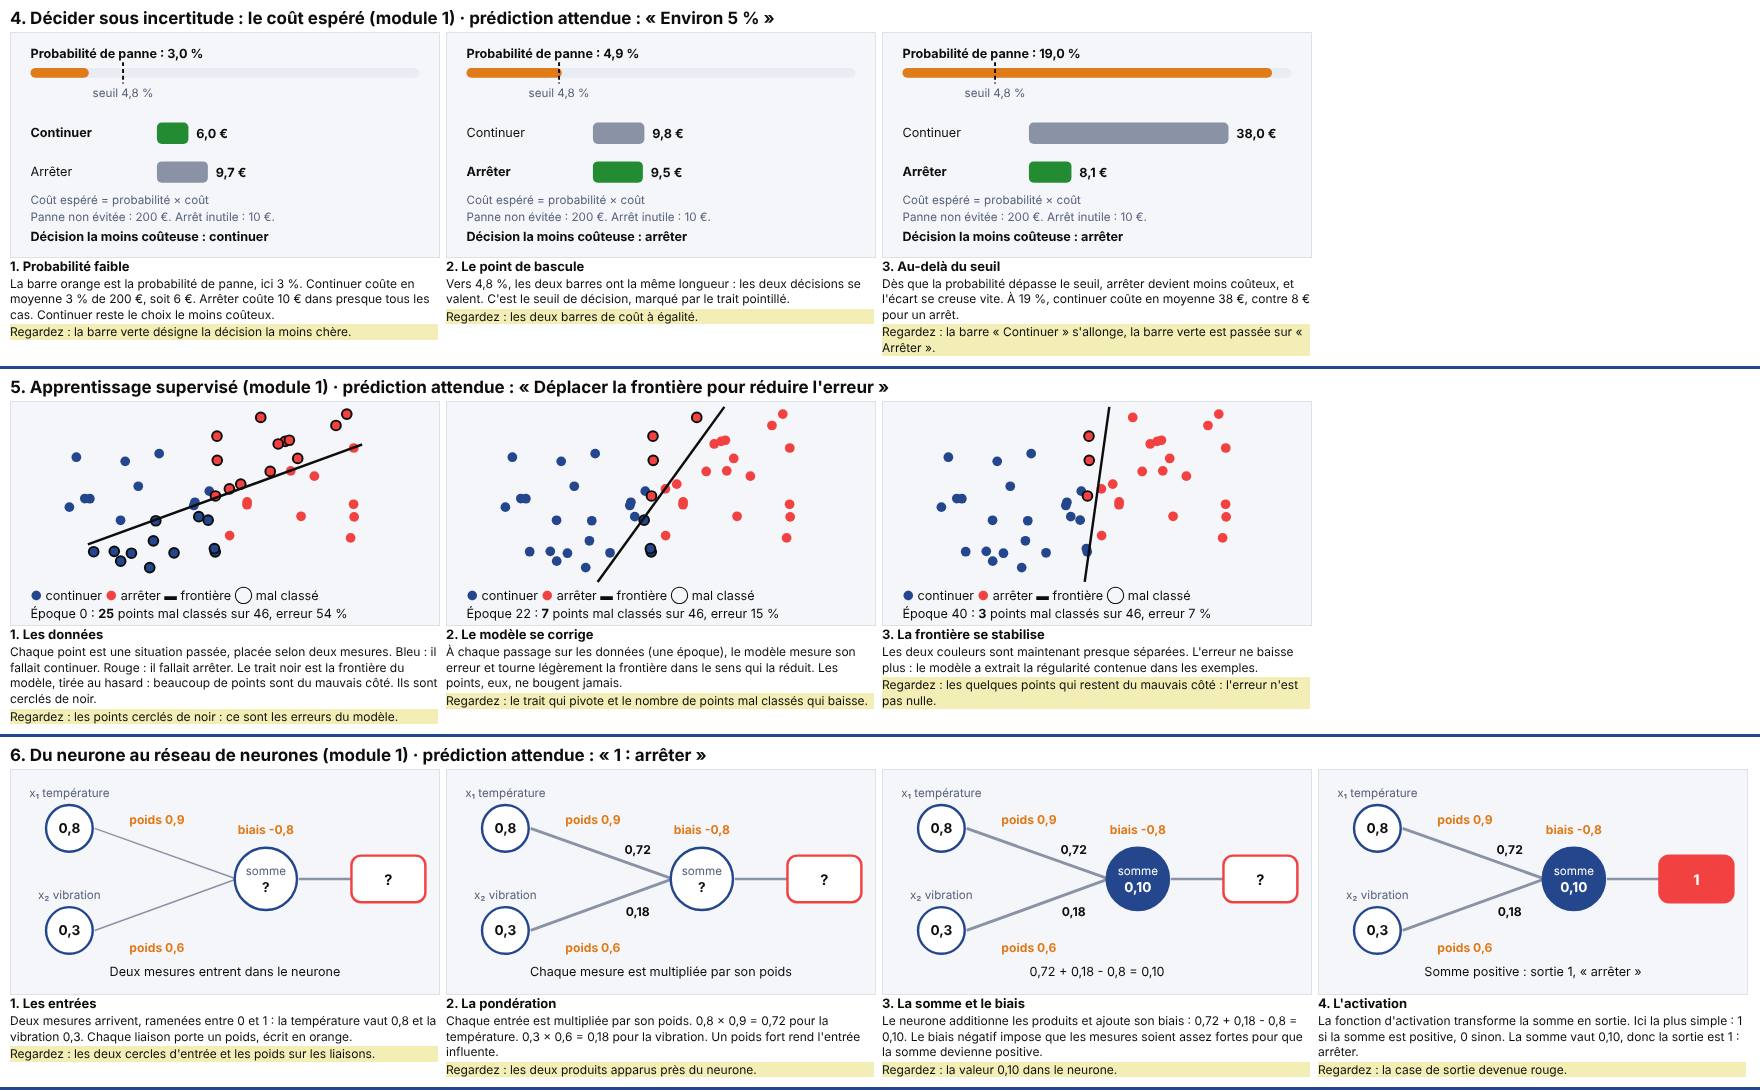 4. Décider sous incertitude : le coût espéré (module 1) · prédiction attendue : « Environ 5 % »
Probabilité de panne : 3,0 %
seuil 4,8 %
Continuer
6,0 €
Arrêter
9,7 €
Coût espéré = probabilité × coût
Panne non évitée : 200 €. Arrêt inutile : 10 €.
Décision la moins coûteuse : continuer
1. Probabilité faible
La barre orange est la probabilité de panne, ici 3 %. Continuer coûte en
moyenne 3 % de 200 €, soit 6 €. Arrêter coûte 10 € dans presque tous les
cas. Continuer reste le choix le moins coûteux.
Regardez : la barre verte désigne la décision la moins chère.
Probabilité de panne : 4,9 %
seuil 4,8 %
Continuer
9,8 €
Arrêter
9,5 €
Coût espéré = probabilité × coût
Panne non évitée : 200 €. Arrêt inutile : 10 €.
Décision la moins coûteuse : arrêter
2. Le point de bascule
Vers 4,8 %, les deux barres ont la même longueur : les deux décisions se
valent. C'est le seuil de décision, marqué par le trait pointillé.
Regardez : les deux barres de coût à égalité.
Probabilité de panne : 19,0 %
seuil 4,8 %
Continuer
38,0 €
Arrêter
8,1 €
Coût espéré = probabilité × coût
Panne non évitée : 200 €. Arrêt inutile : 10 €.
Décision la moins coûteuse : arrêter
3. Au-delà du seuil
Dès que la probabilité dépasse le seuil, arrêter devient moins coûteux, et
l'écart se creuse vite. À 19 %, continuer coûte en moyenne 38 €, contre 8 €
pour un arrêt.
Regardez : la barre « Continuer » s'allonge, la barre verte est passée sur «
Arrêter ».
5. Apprentissage supervisé (module 1) · prédiction attendue : « Déplacer la frontière pour réduire l'erreur »
continuer arrêter frontière mal classé
Époque 0 : 25 points mal classés sur 46, erreur 54 %
1. Les données
Chaque point est une situation passée, placée selon deux mesures. Bleu : il
fallait continuer. Rouge : il fallait arrêter. Le trait noir est la frontière du
modèle, tirée au hasard : beaucoup de points sont du mauvais côté. Ils sont
cerclés de noir.
Regardez : les points cerclés de noir : ce sont les erreurs du modèle.
continuer arrêter frontière mal classé
Époque 22 : 7 points mal classés sur 46, erreur 15 %
2. Le modèle se corrige
À chaque passage sur les données (une époque), le modèle mesure son
erreur et tourne légèrement la frontière dans le sens qui la réduit. Les
points, eux, ne bougent jamais.
Regardez : le trait qui pivote et le nombre de points mal classés qui baisse.
continuer arrêter frontière mal classé
Époque 40 : 3 points mal classés sur 46, erreur 7 %
3. La frontière se stabilise
Les deux couleurs sont maintenant presque séparées. L'erreur ne baisse
plus : le modèle a extrait la régularité contenue dans les exemples.
Regardez : les quelques points qui restent du mauvais côté : l'erreur n'est
pas nulle.
6. Du neurone au réseau de neurones (module 1) · prédiction attendue : « 1 : arrêter »
x₁ température
poids 0,9
0,8
biais -0,8
somme
?
?
x₂ vibration
0,3
poids 0,6
Deux mesures entrent dans le neurone
1. Les entrées
Deux mesures arrivent, ramenées entre 0 et 1 : la température vaut 0,8 et la
vibration 0,3. Chaque liaison porte un poids, écrit en orange.
Regardez : les deux cercles d'entrée et les poids sur les liaisons.
x₁ température
poids 0,9
0,8
biais -0,8
0,72
somme
?
?
x₂ vibration
0,18
0,3
poids 0,6
Chaque mesure est multipliée par son poids
2. La pondération
Chaque entrée est multipliée par son poids. 0,8 × 0,9 = 0,72 pour la
température. 0,3 × 0,6 = 0,18 pour la vibration. Un poids fort rend l'entrée
influente.
Regardez : les deux produits apparus près du neurone.
x₁ température
poids 0,9
0,8
biais -0,8
0,72
somme
0,10
?
x₂ vibration
0,18
0,3
poids 0,6
0,72 + 0,18 - 0,8 = 0,10
3. La somme et le biais
Le neurone additionne les produits et ajoute son biais : 0,72 + 0,18 - 0,8 =
0,10. Le biais négatif impose que les mesures soient assez fortes pour que
la somme devienne positive.
Regardez : la valeur 0,10 dans le neurone.
x₁ température
poids 0,9
0,8
biais -0,8
0,72
somme
0,10
1
x₂ vibration
0,18
0,3
poids 0,6
Somme positive : sortie 1, « arrêter »
4. L'activation
La fonction d'activation transforme la somme en sortie. Ici la plus simple : 1
si la somme est positive, 0 sinon. La somme vaut 0,10, donc la sortie est 1 :
arrêter.
Regardez : la case de sortie devenue rouge.